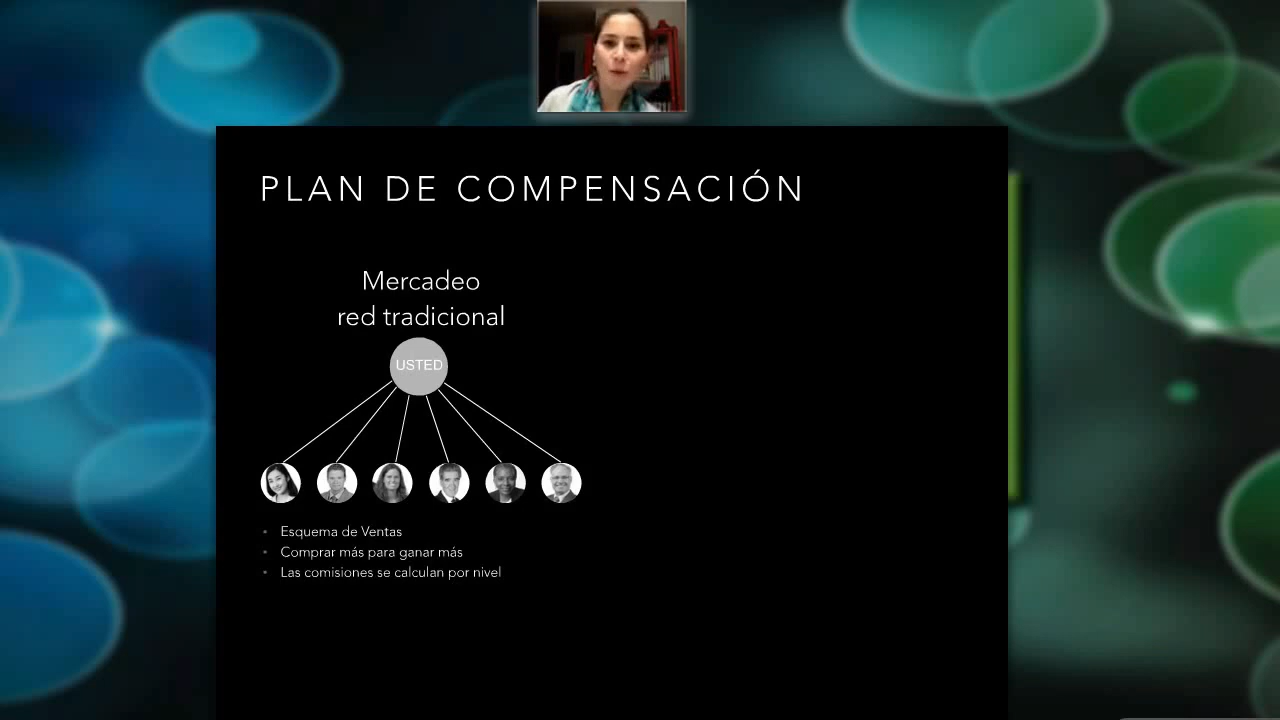 PLAN DE COMPENSACIÓN
Mercadeo
red tradicional
USTED
Esquema de Ventas
Comprar más para ganar más
Las comisiones se calculan por nivel